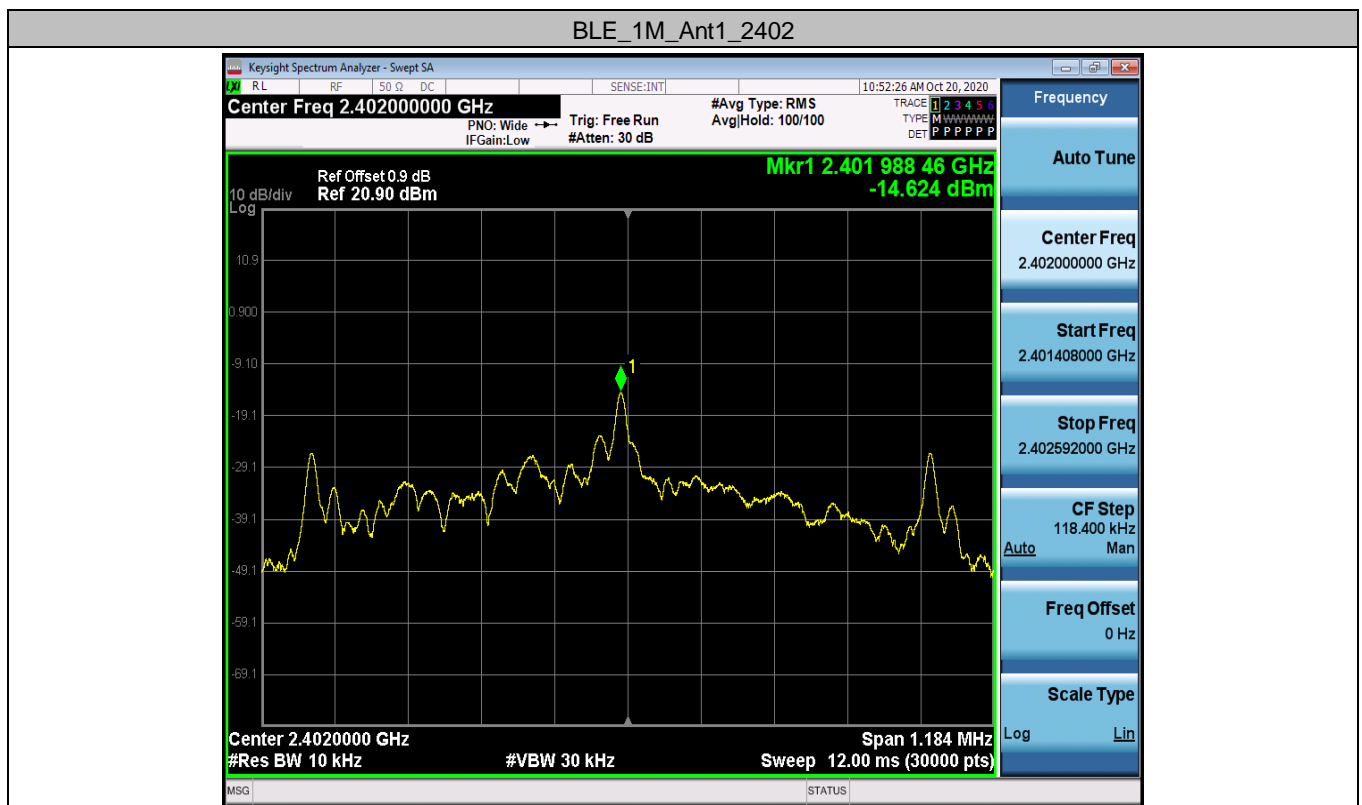 BLE_1M_Ant1_2402
Keysight Spectrum Analyzer - Swept SA
LXI RL RF 50 Ω DC SENSE:INT 10:52:26 AM Oct 20, 2020
Center Freq 2.402000000 GHz
PNO: Wide
IFGain:Low
Trig: Free Run
#Atten: 30 dB
#Avg Type: RMS
Avg|Hold: 100/100
TRACE 1 2 3 4 5 6
TYPE M W W W W W
DET P P P P P P
Mkr1 2.401 988 46 GHz
-14.624 dBm
Ref Offset 0.9 dB
10 dB/div Ref 20.90 dBm
Log
10.9
0.900
-9.10
-19.1
-29.1
-39.1
-49.1
-59.1
-69.1
1
Center 2.4020000 GHz Span 1.184 MHz
#Res BW 10 kHz #VBW 30 kHz Sweep 12.00 ms (30000 pts)
MSG STATUS
Frequency
Auto Tune
Center Freq
2.402000000 GHz
Start Freq
2.401408000 GHz
Stop Freq
2.402592000 GHz
CF Step
118.400 kHz
Auto Man
Freq Offset
0 Hz
Scale Type
Log Lin